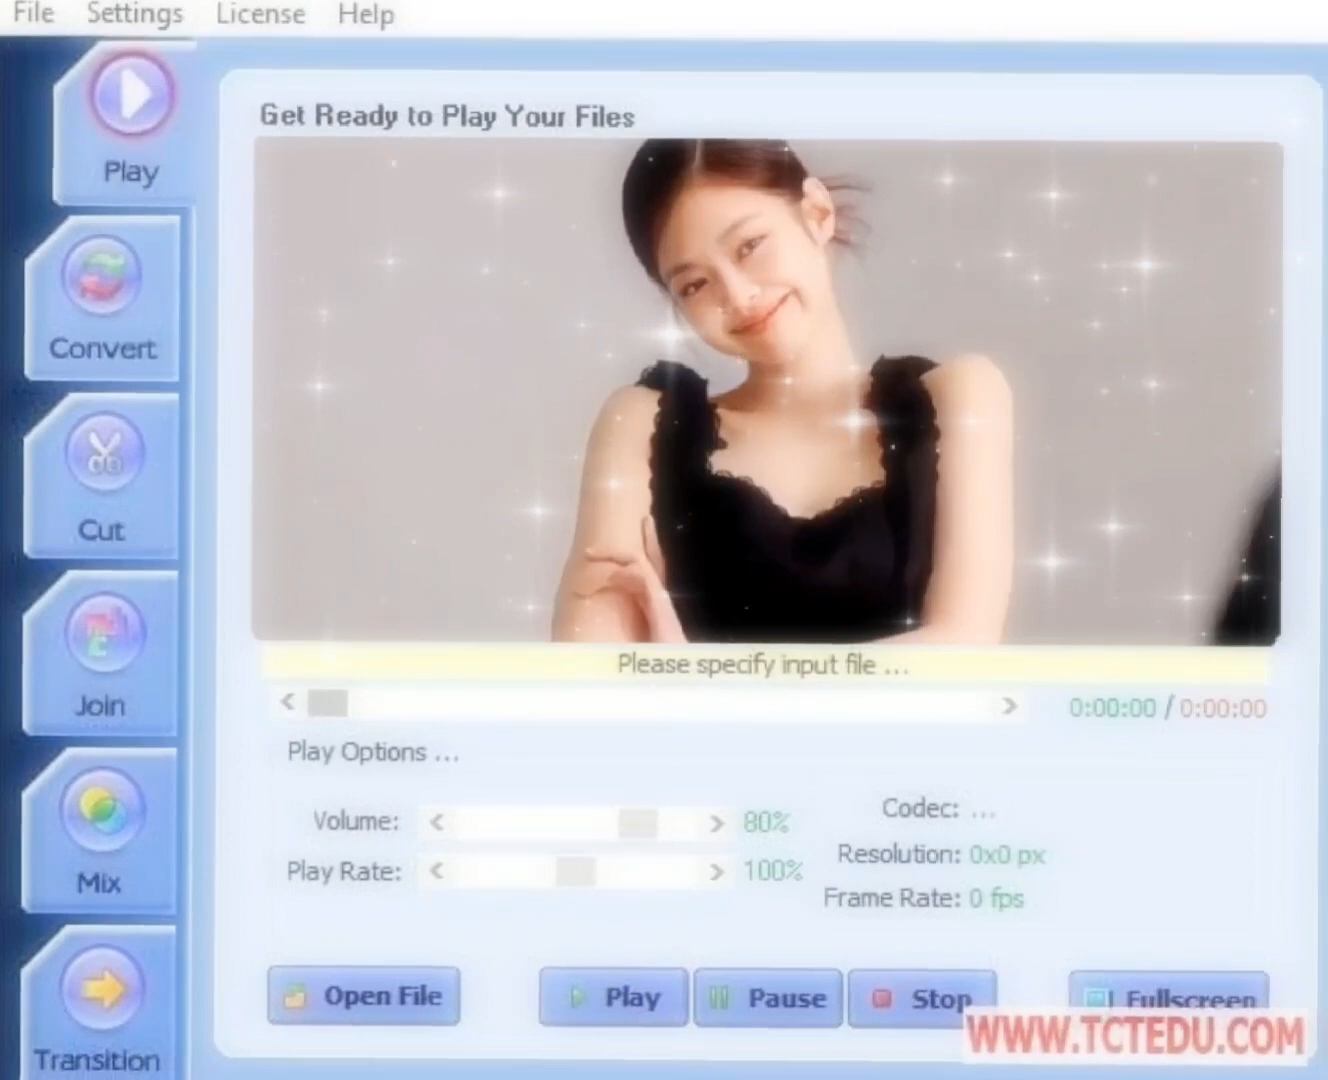 File Settings License Help
Play
Get Ready to Play Your Files
Convert
Cut
Join
Mix
Transition
Please specify input file ...
< > 0:00:00 / 0:00:00
Play Options ...
Volume: < > 80%
Play Rate: < > 100%
Codec: ...
Resolution: 0x0 px
Frame Rate: 0 fps
Open File Play Pause Stop Fullscreen
WWW.TCTEDU.COM